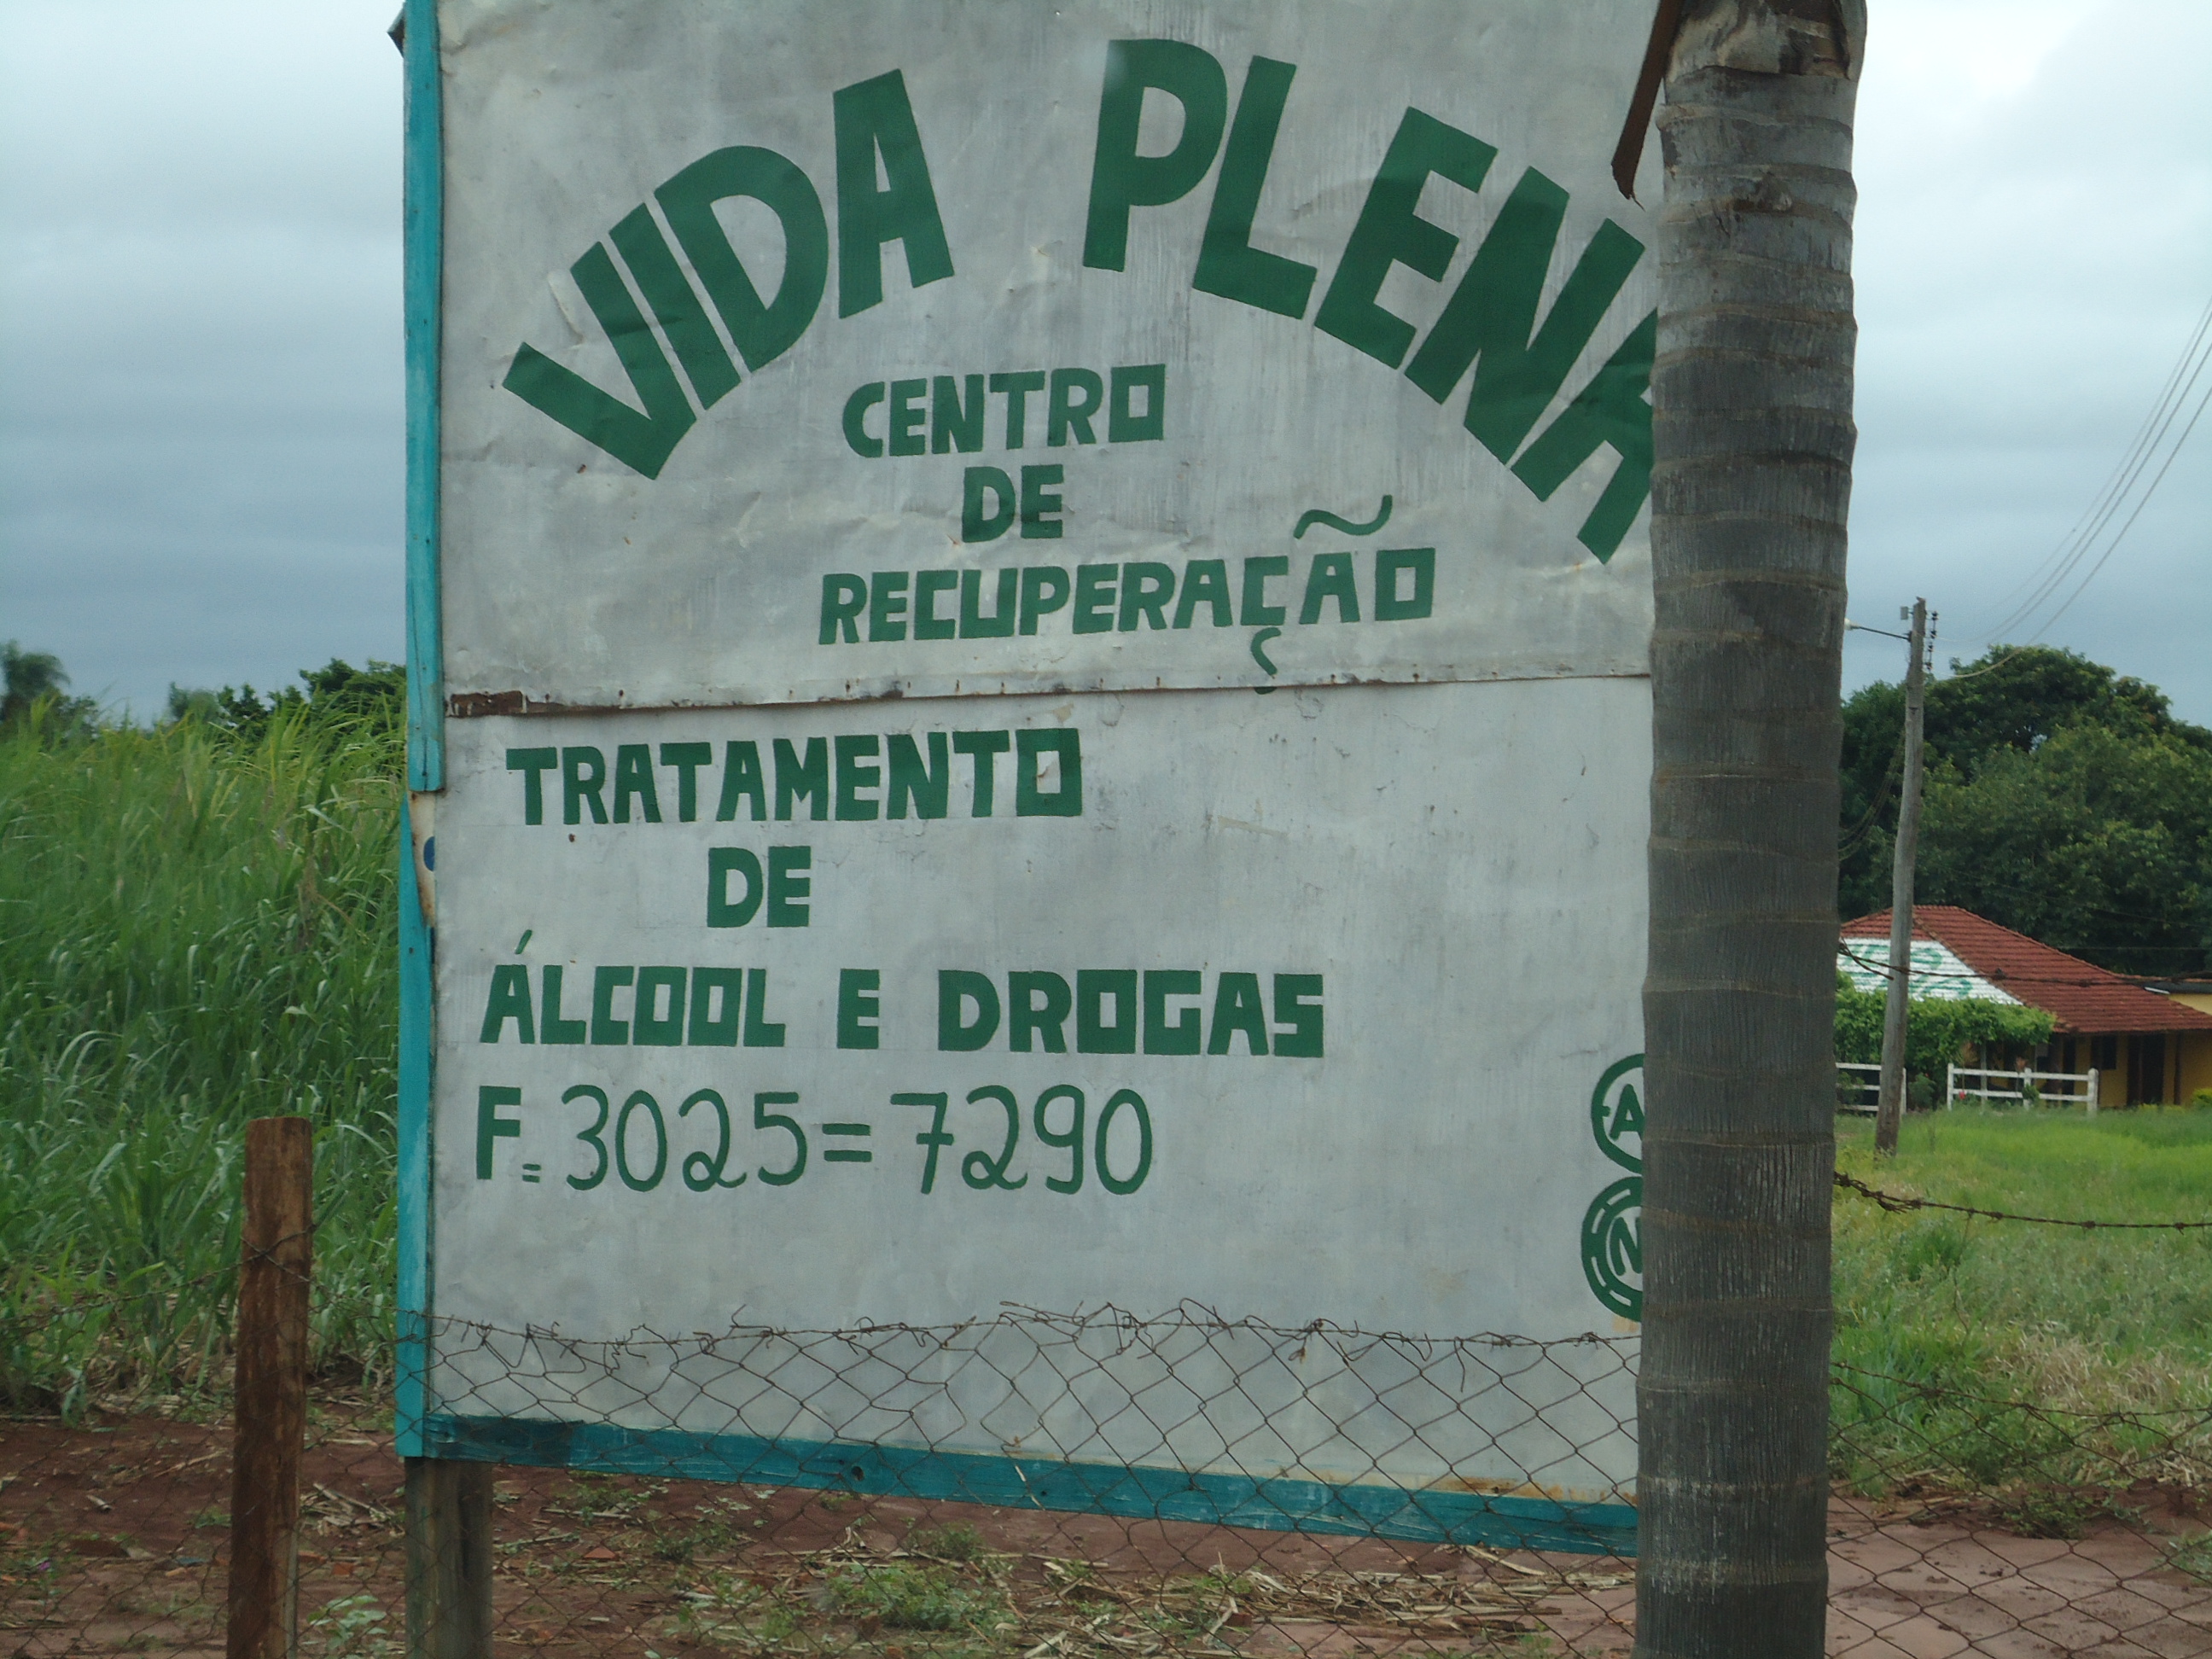 VIDA PLENA
CENTRO
DE
RECUPERAÇÃO
TRATAMENTO
DE
ÁLCOOL E DROGAS
F. 3025=7290
A
N